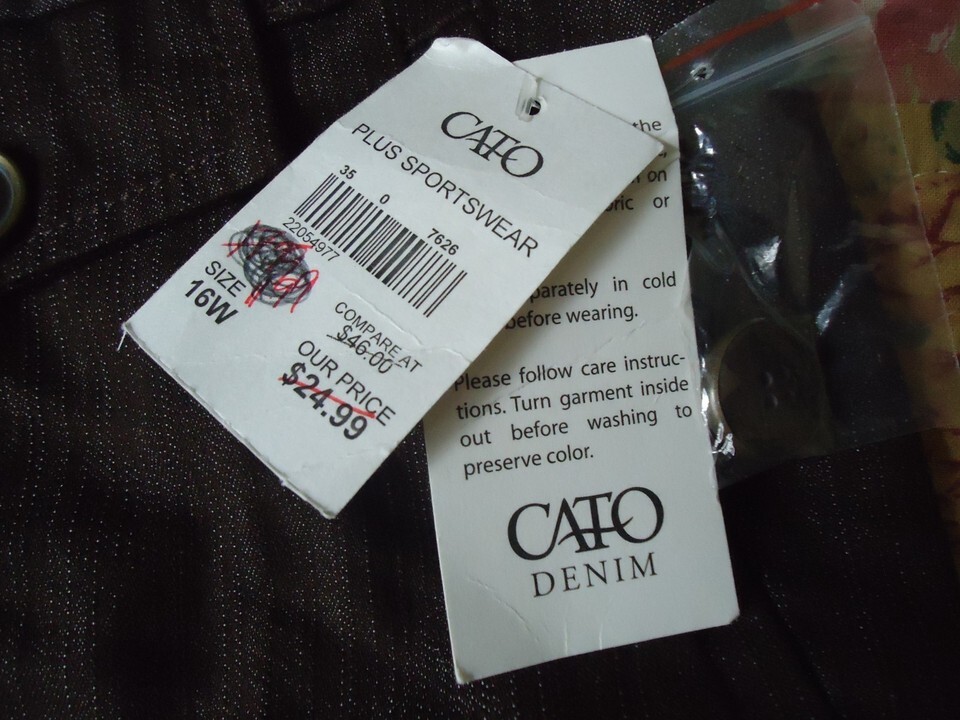 CATO
PLUS SPORTSWEAR
35 0 7626
22054977
SIZE
16W
COMPARE AT
$46.00
OUR PRICE
$24.99
the
on
or
in cold
before wearing.
Please follow care instruc-
tions. Turn garment inside
out before washing to
preserve color.
CATO
DENIM